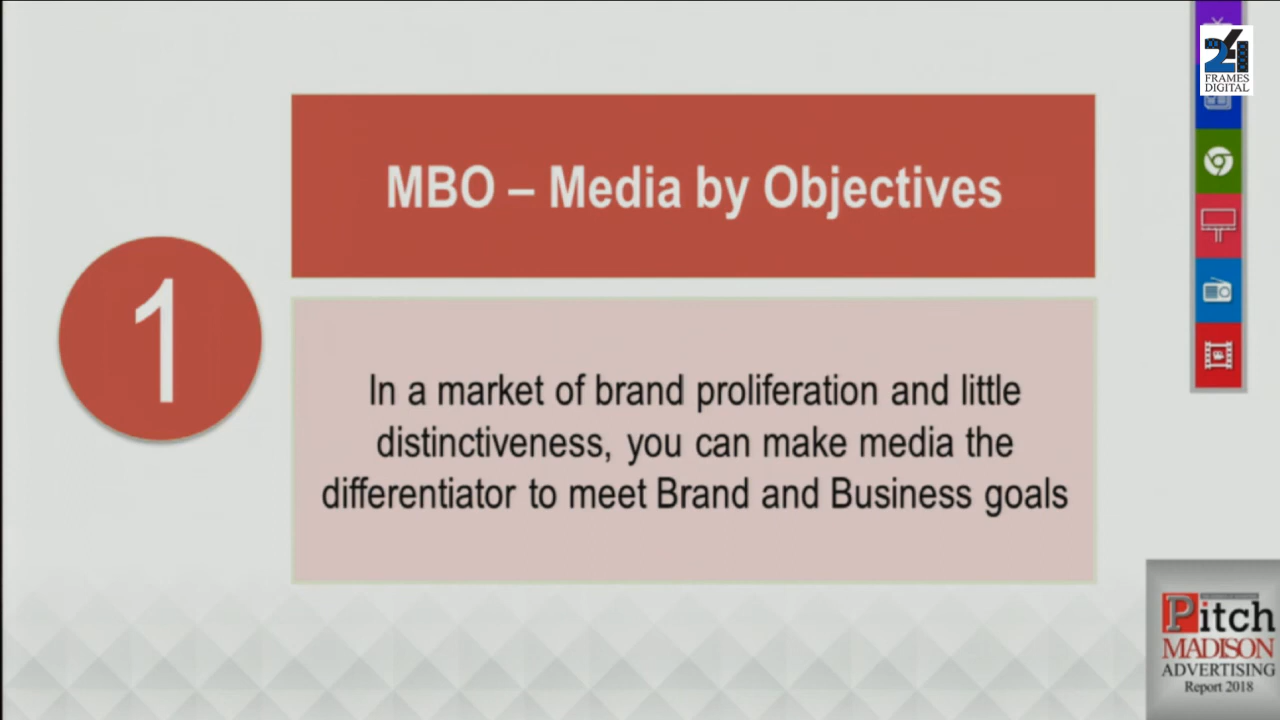 24
FRAMES
DIGITAL
MBO – Media by Objectives
1
In a market of brand proliferation and little
distinctiveness, you can make media the
differentiator to meet Brand and Business goals
Pitch
MADISON
ADVERTISING
Report 2018